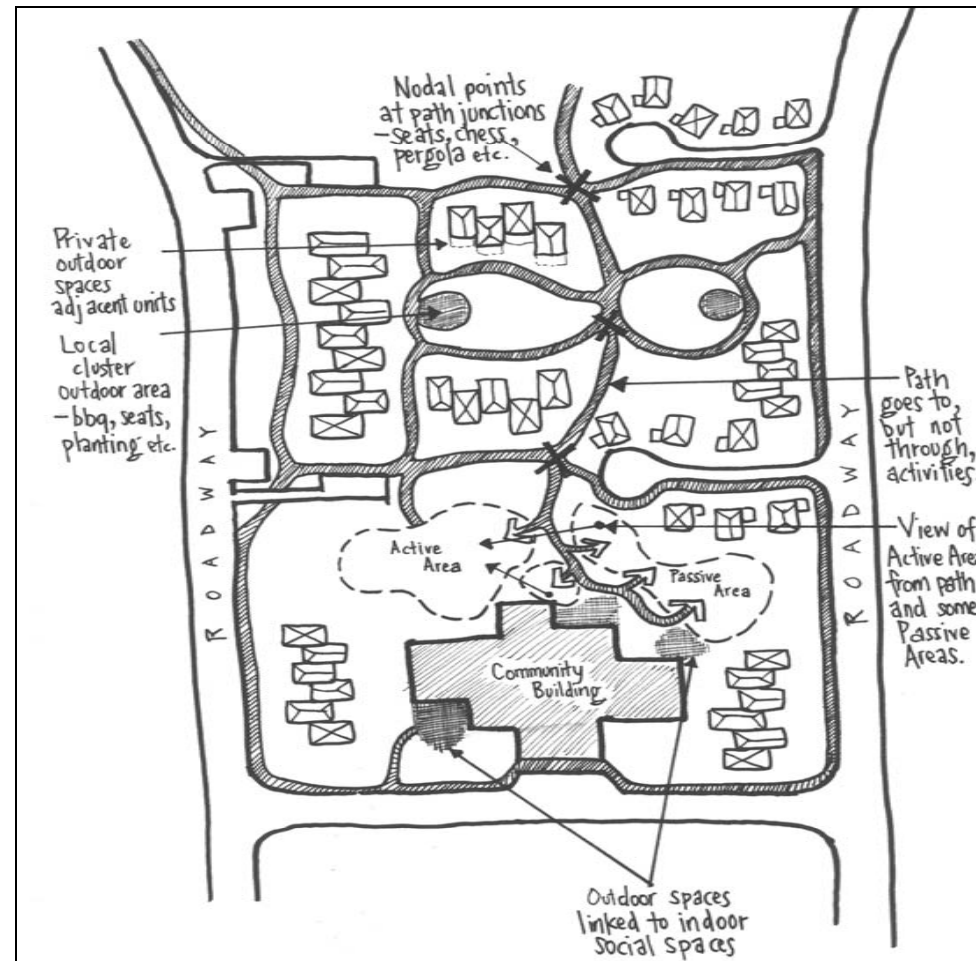 Nodal points
at path junctions
-seats, chess,
pergola etc.
Private
outdoor
spaces
adjacent units
Local
cluster
outdoor area
-bbq, seats,
planting etc.
ROADWAY
Path
goes to,
but not
through,
activities
ROADWAY
View of
Active Area
from path
and some
Passive
Areas.
Active
Area
Passive
Area
Community
Building
Outdoor spaces
linked to indoor
social spaces